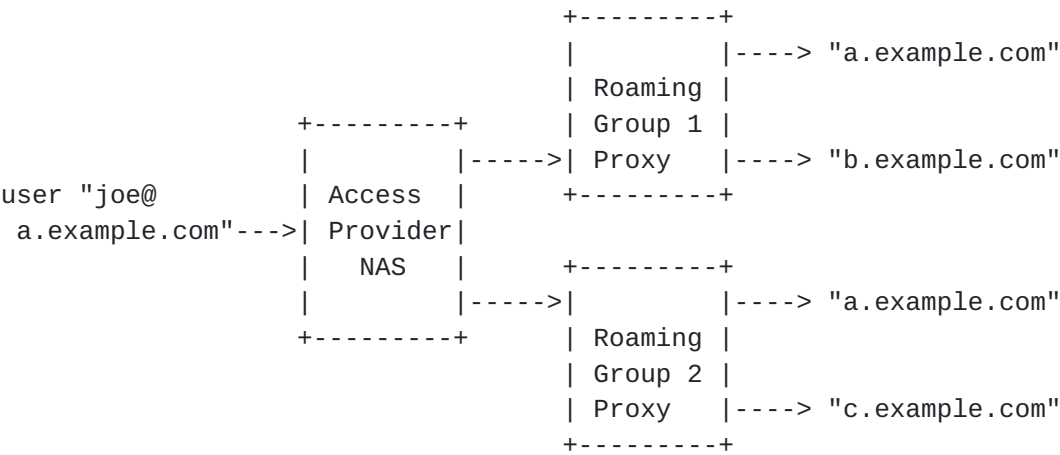 +---------+
|         |----> "a.example.com"
| Roaming |
+---------+      | Group 1 |
|         |----->| Proxy   |----> "b.example.com"
user "joe@       | Access  |      +---------+
a.example.com"--->| Provider|
|   NAS   |      +---------+
|         |----->|         |----> "a.example.com"
+---------+      | Roaming |
| Group 2 |
| Proxy   |----> "c.example.com"
+---------+